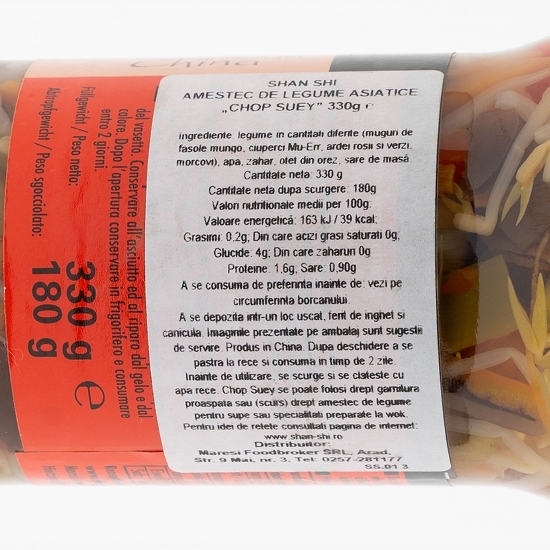 China
SHAN SHI
AMESTEC DE LEGUME ASIATICE
„CHOP SUEY” 330g e
Ingrediente: legume in cantitati diferite (muguri de
fasole mungo, ciuperci Mu-Err, ardei rosii si verzi,
morcovi), apa, zahar, otet din orez, sare de masă
Cantitate neta: 330 g
Cantitate neta dupa scurgere: 180g
Valori nutritionale medii per 100g:
Valoare energetică: 163 kJ / 39 kcal;
Grasimi: 0,2g; Din care acizi grasi saturati 0g;
Glucide: 4g; Din care zaharuri 0g
Proteine: 1,6g; Sare: 0,90g
A se consuma de preferinta inainte de: vezi pe
circumferinta borcanului.
A se depozita intr-un loc uscat, ferit de inghet si
canicula. Imaginile prezentate pe ambalaj sunt sugestii
de servire. Produs in China. Dupa deschidere a se
pastra la rece si consuma in timp de 2 zile.
Inainte de utilizare, se scurge si se clateste cu
apa rece. Chop Suey se poate folosi drept garnitura
proaspata sau (scurs) drept amestec de legume
pentru supe sau specialitati preparate la wok.
Pentru idei de retete consultati pagina de internet:
www.shan-shi.ro
Distribuitor:
Maresi Foodbroker SRL, Arad,
Str. 9 Mai, nr. 3, Tel: 0257-281177
SS.01.3
del vasetto. Conservare all'asciutto ed al riparo dal gelo e dal
calore. Dopo l'apertura conservare in frigorifero e consumare
entro 2 giorni.
Füllgewicht / Peso netto:
330 g e
Abtropfgewicht / Peso sgocciolato:
180 g